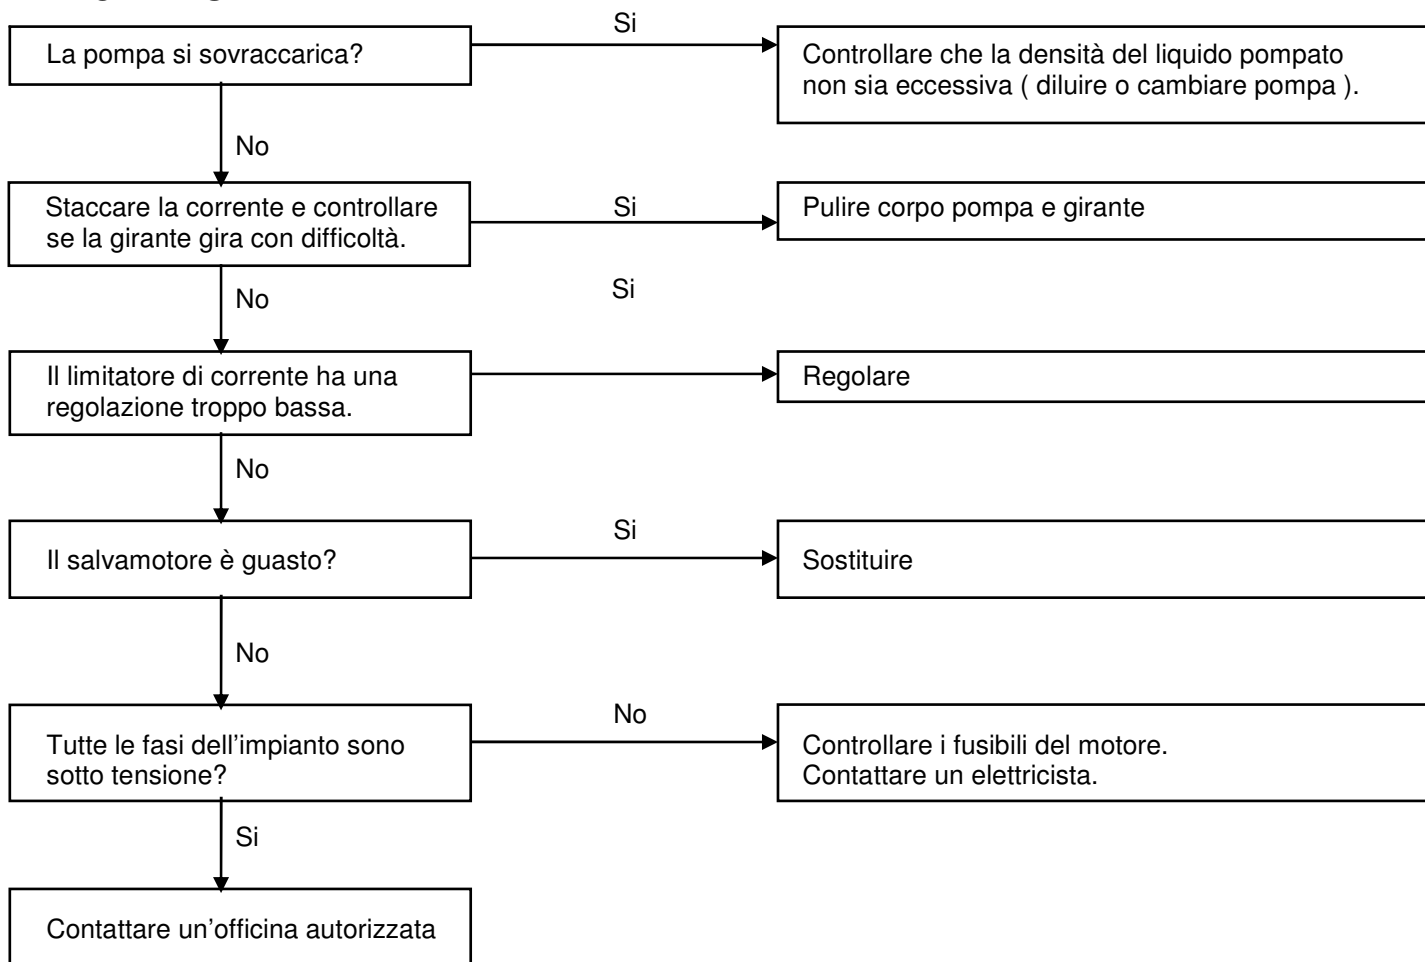 Si
La pompa si sovraccarica?
Controllare che la densità del liquido pompato
non sia eccessiva ( diluire o cambiare pompa ).
No
Staccare la corrente e controllare
se la girante gira con difficoltà.
Si
Pulire corpo pompa e girante
No
Si
Il limitatore di corrente ha una
regolazione troppo bassa.
Regolare
No
Il salvamotore è guasto?
Si
Sostituire
No
Tutte le fasi dell'impianto sono
sotto tensione?
No
Controllare i fusibili del motore.
Contattare un elettricista.
Si
Contattare un'officina autorizzata